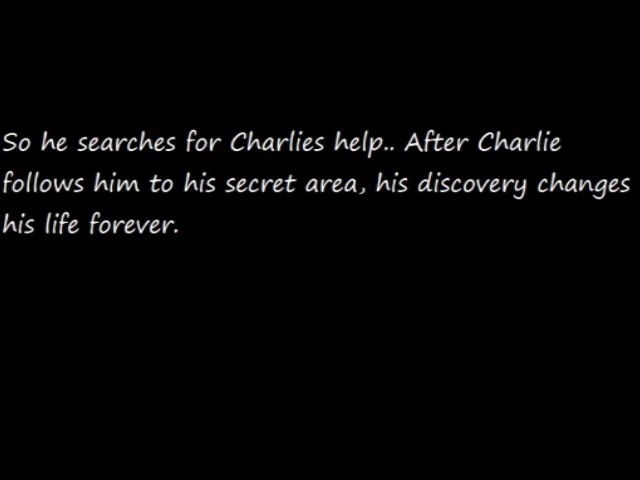 So he searches for Charlies help.. After Charlie
follows him to his secret area, his discovery changes
his life forever.